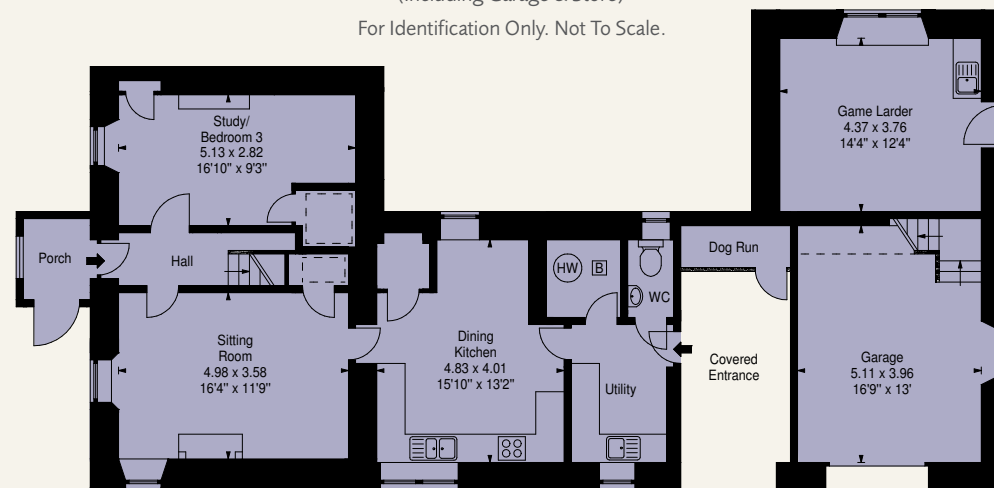 (Including Garage & Store)
For Identification Only. Not To Scale.
Game Larder
4.37 x 3.76
14'4" x 12'4"
Study/
Bedroom 3
5.13 x 2.82
16'10" x 9'3"
Porch
Hall
Dog Run
HW
B
WC
Sitting
Room
4.98 x 3.58
16'4" x 11'9"
Dining
Kitchen
4.83 x 4.01
15'10" x 13'2"
Utility
Covered
Entrance
Garage
5.11 x 3.96
16'9" x 13'